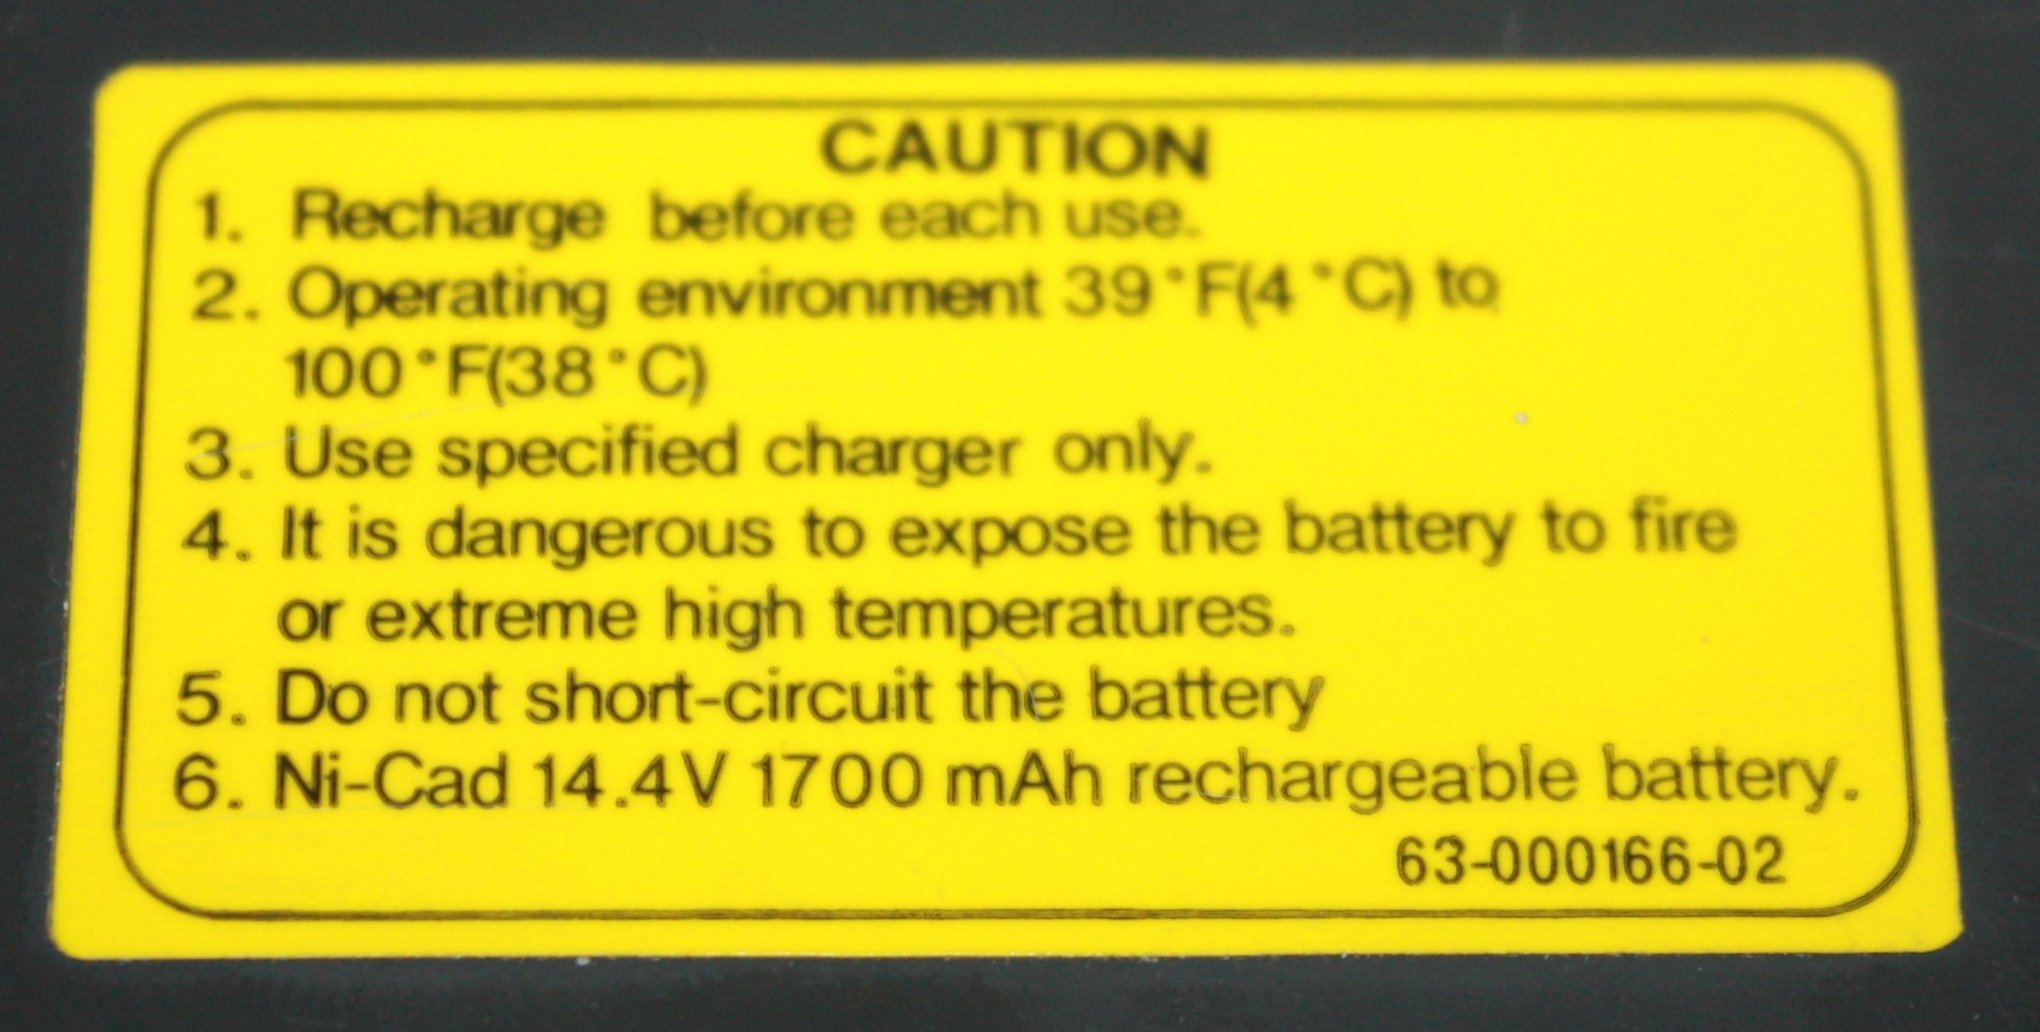 CAUTION
1. Recharge before each use.
2. Operating environment 39°F(4°C) to
100°F(38°C)
3. Use specified charger only.
4. It is dangerous to expose the battery to fire
or extreme high temperatures.
5. Do not short-circuit the battery
6. Ni-Cad 14.4V 1700 mAh rechargeable battery.
63-000166-02